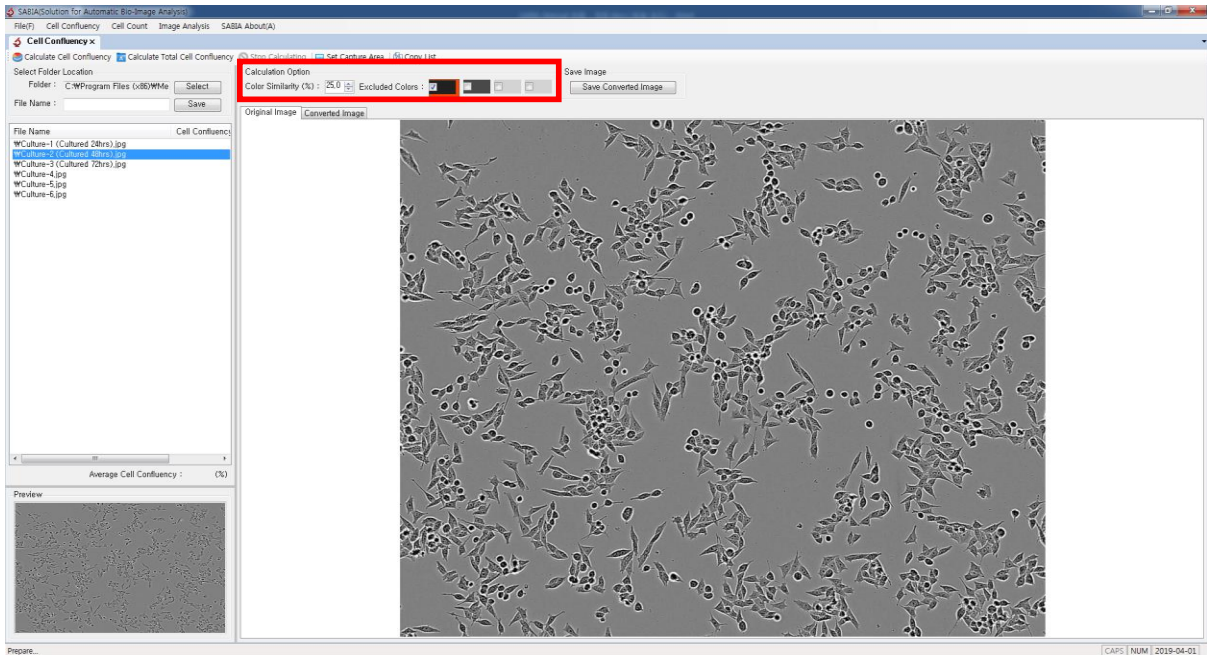 SABIA(Solution for Automatic Bio-Image Analysis)
File(F) Cell Confluency Cell Count Image Analysis SABIA About(A)
Cell Confluency x
Calculate Cell Confluency Calculate Total Cell Confluency Stop Calculating Set Capture Area Copy List
Select Folder Location
Folder : C:₩Program Files (x86)₩Me Select
File Name : Save
Calculation Option
Color Similarity (%) : 25.0 Excluded Colors :
Save Image
Save Converted Image
Original Image Converted Image
File Name Cell Confluency
₩Culture-1 (Cultured 24hrs).jpg
₩Culture-2 (Cultured 48hrs).jpg
₩Culture-3 (Cultured 72hrs).jpg
₩Culture-4.jpg
₩Culture-5.jpg
₩Culture-6.jpg
Average Cell Confluency : (%)
Preview
Prepare...
CAPS NUM 2019-04-01